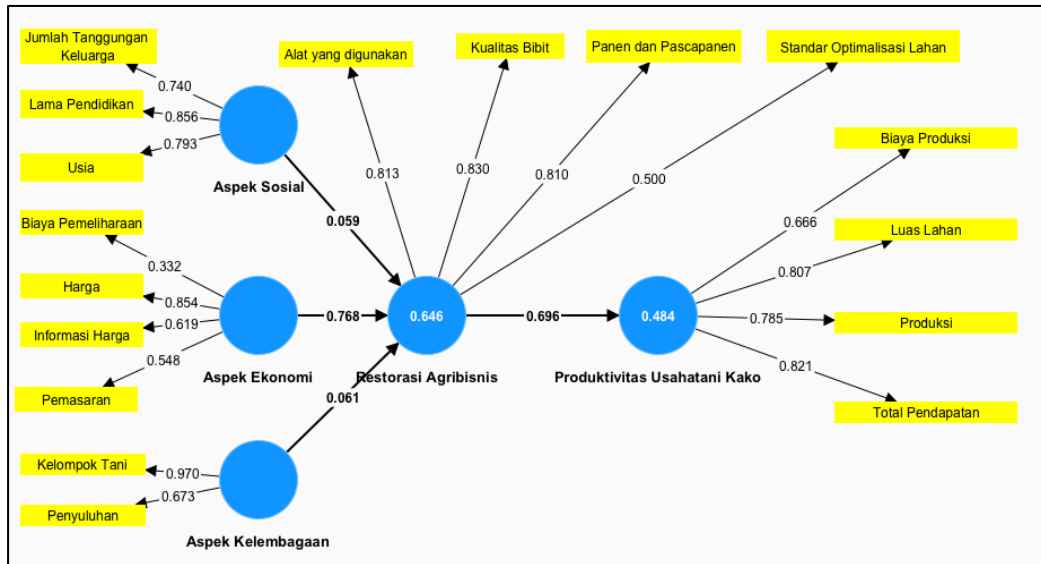 Jumlah Tanggungan
Keluarga
Alat yang digunakan
Kualitas Bibit
Panen dan Pascapanen
Standar Optimalisasi Lahan
0.740
Lama Pendidikan
0.856
0.793
Usia
Aspek Sosial
0.813
0.830
0.810
0.500
Biaya Produksi
0.059
0.666
Biaya Pemeliharaan
Luas Lahan
0.332
0.807
Harga
0.854
0.768
0.646
0.696
0.484
0.785
Produksi
0.619
Informasi Harga
0.548
0.821
Aspek Ekonomi
Restorasi Agribisnis
Produktivitas Usahatani Kako
Pemasaran
0.061
Total Pendapatan
Kelompok Tani
0.970
0.673
Penyuluhan
Aspek Kelembagaan